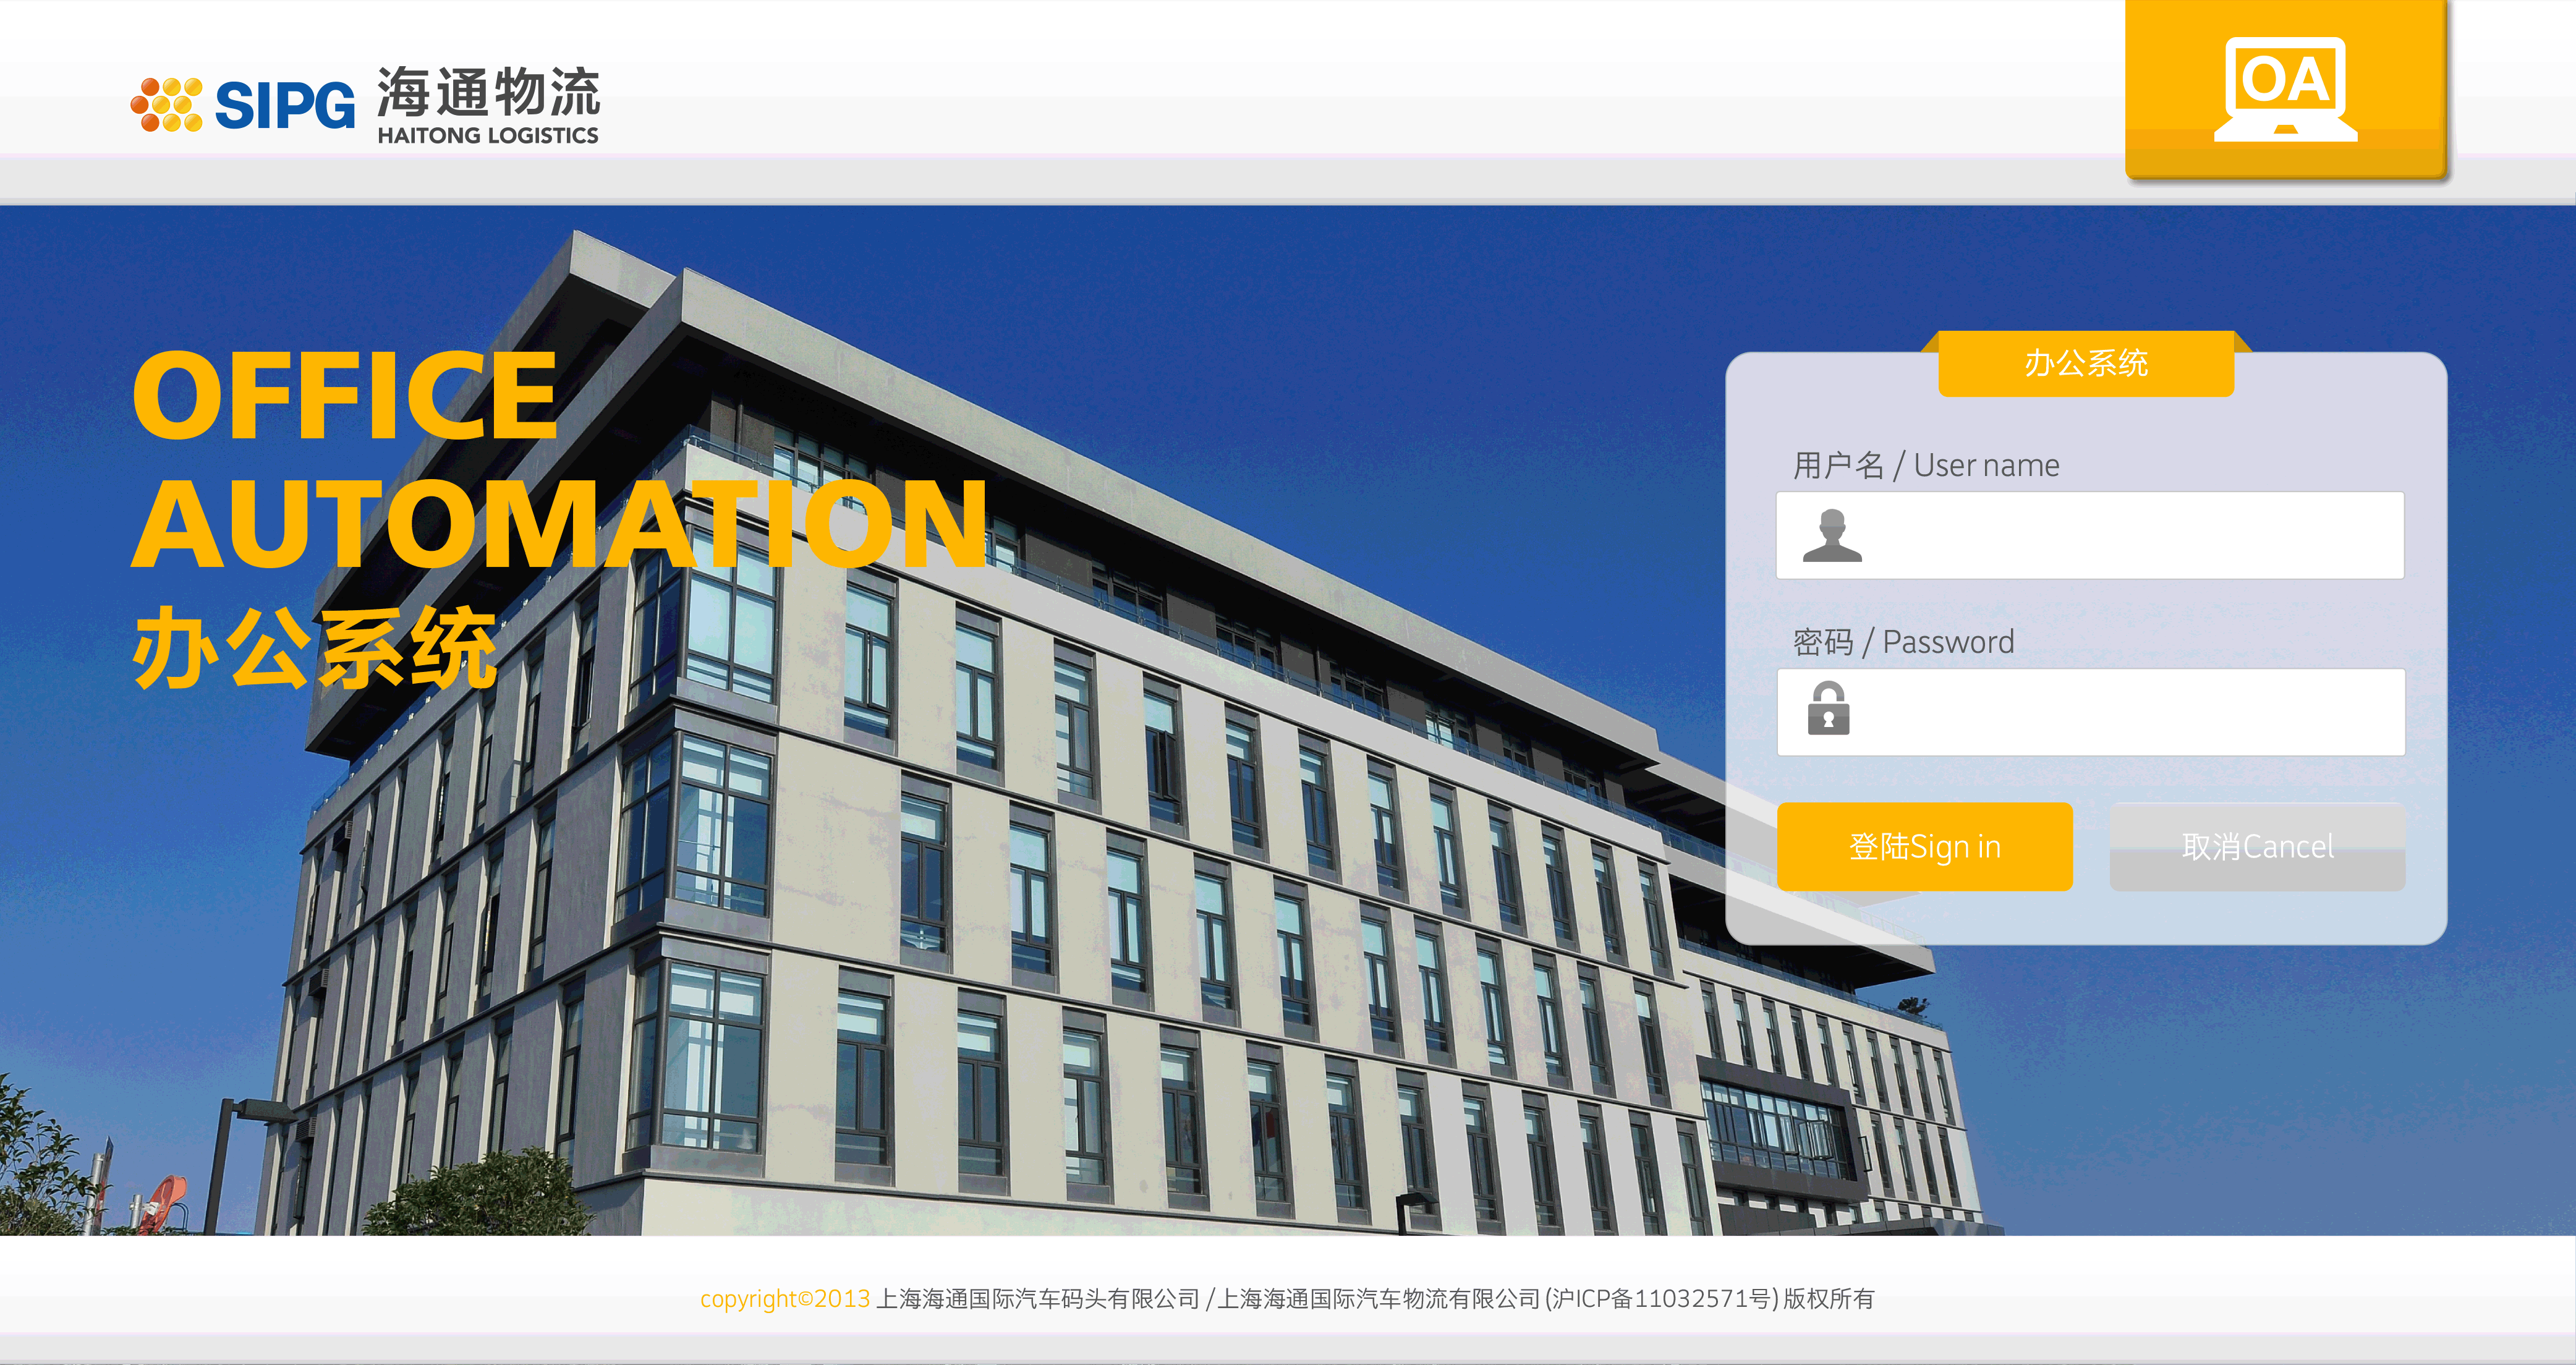 SIPG 海通物流
HAITONG LOGISTICS
OA
OFFICE
AUTOMATION
办公系统
办公系统
用户名 / User name
密码 / Password
登陆Sign in 取消Cancel
copyright©2013 上海海通国际汽车码头有限公司 / 上海海通国际汽车物流有限公司 (沪ICP备11032571号) 版权所有